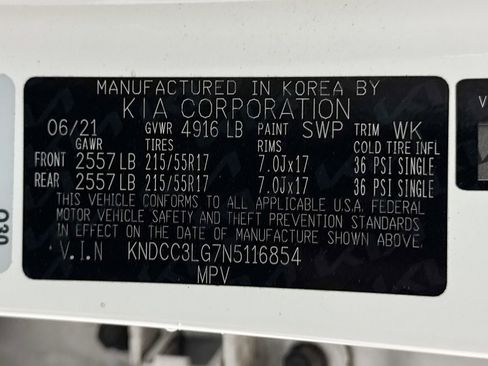 MANUFACTURED IN KOREA BY
KIA CORPORATION
06/21 GVWR 4916 LB PAINT SWP TRIM WK
GAWR TIRES RIMS COLD TIRE INFL
FRONT 2557 LB 215/55R17 7.0Jx17 36 PSI SINGLE
REAR 2557 LB 215/55R17 7.0Jx17 36 PSI SINGLE
THIS VEHICLE CONFORMS TO ALL APPLICABLE U.S.A. FEDERAL
MOTOR VEHICLE SAFETY AND THEFT PREVENTION STANDARDS
IN EFFECT ON THE DATE OF MANUFACTURE SHOWN ABOVE.
V.I.N KNDCC3LG7N5116854
MPV
030
V